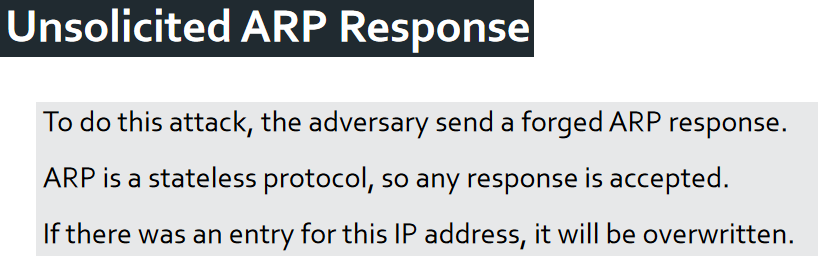 Unsolicited ARP Response
To do this attack, the adversary send a forged ARP response.
ARP is a stateless protocol, so any response is accepted.
If there was an entry for this IP address, it will be overwritten.